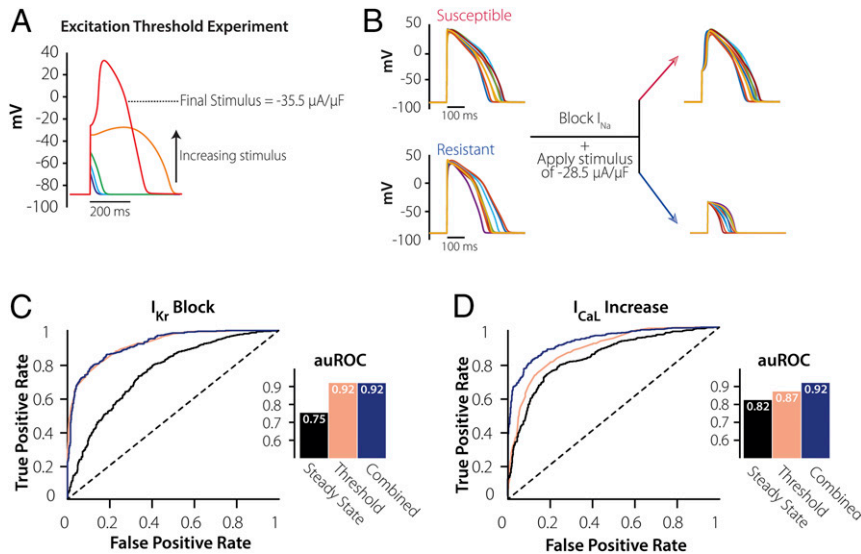 A
Excitation Threshold Experiment
mV
40
20
0
-20
-40
-60
-80
-100
Final Stimulus = -35.5 µA/µF
Increasing stimulus
200 ms
B
Susceptible
mV
50
0
-50
-100
100 ms
Resistant
mV
50
0
-50
-100
100 ms
Block INa
+
Apply stimulus
of -28.5 µA/µF
C
IKr Block
True Positive Rate
1
0.8
0.6
0.4
0.2
0
0 0.2 0.4 0.6 0.8 1
False Positive Rate
auROC
0.9
0.8
0.7
0.6
0.75
0.92
0.92
Steady State
Threshold
Combined
D
ICaL Increase
True Positive Rate
1
0.8
0.6
0.4
0.2
0
0 0.2 0.4 0.6 0.8 1
False Positive Rate
auROC
0.9
0.8
0.7
0.6
0.82
0.87
0.92
Steady State
Threshold
Combined